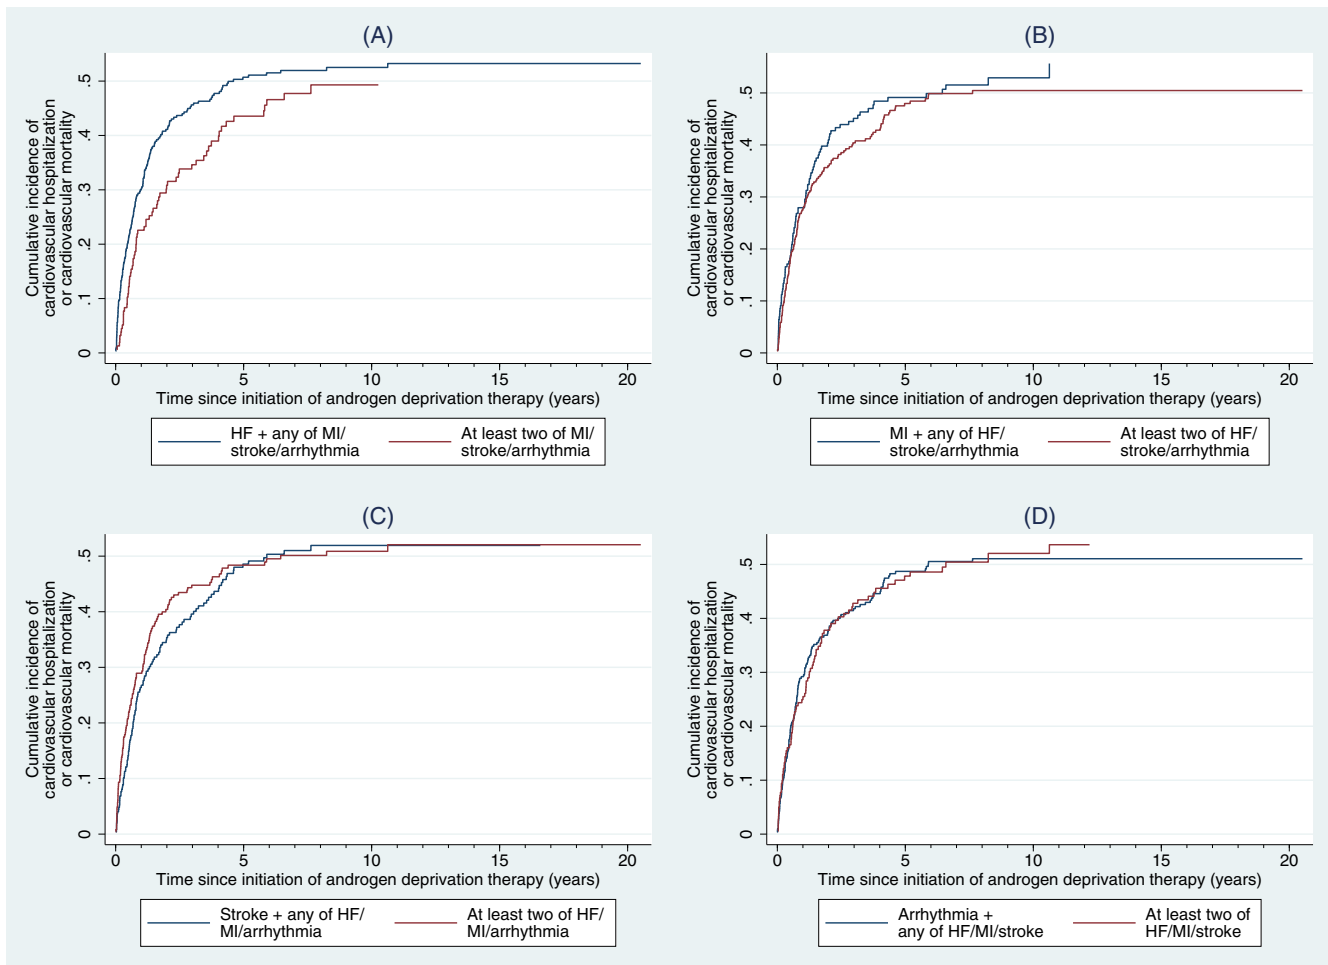 (A)
Cumulative incidence of
cardiovascular hospitalization
or cardiovascular mortality
.5
.4
.3
.2
.1
0
0 5 10 15 20
Time since initiation of androgen deprivation therapy (years)
HF + any of MI/
stroke/arrhythmia
At least two of MI/
stroke/arrhythmia
(B)
Cumulative incidence of
cardiovascular hospitalization
or cardiovascular mortality
.5
.4
.3
.2
.1
0
0 5 10 15 20
Time since initiation of androgen deprivation therapy (years)
MI + any of HF/
stroke/arrhythmia
At least two of HF/
stroke/arrhythmia
(C)
Cumulative incidence of
cardiovascular hospitalization
or cardiovascular mortality
.5
.4
.3
.2
.1
0
0 5 10 15 20
Time since initiation of androgen deprivation therapy (years)
Stroke + any of HF/
MI/arrhythmia
At least two of HF/
MI/arrhythmia
(D)
Cumulative incidence of
cardiovascular hospitalization
or cardiovascular mortality
.5
.4
.3
.2
.1
0
0 5 10 15 20
Time since initiation of androgen deprivation therapy (years)
Arrhythmia +
any of HF/MI/stroke
At least two of
HF/MI/stroke